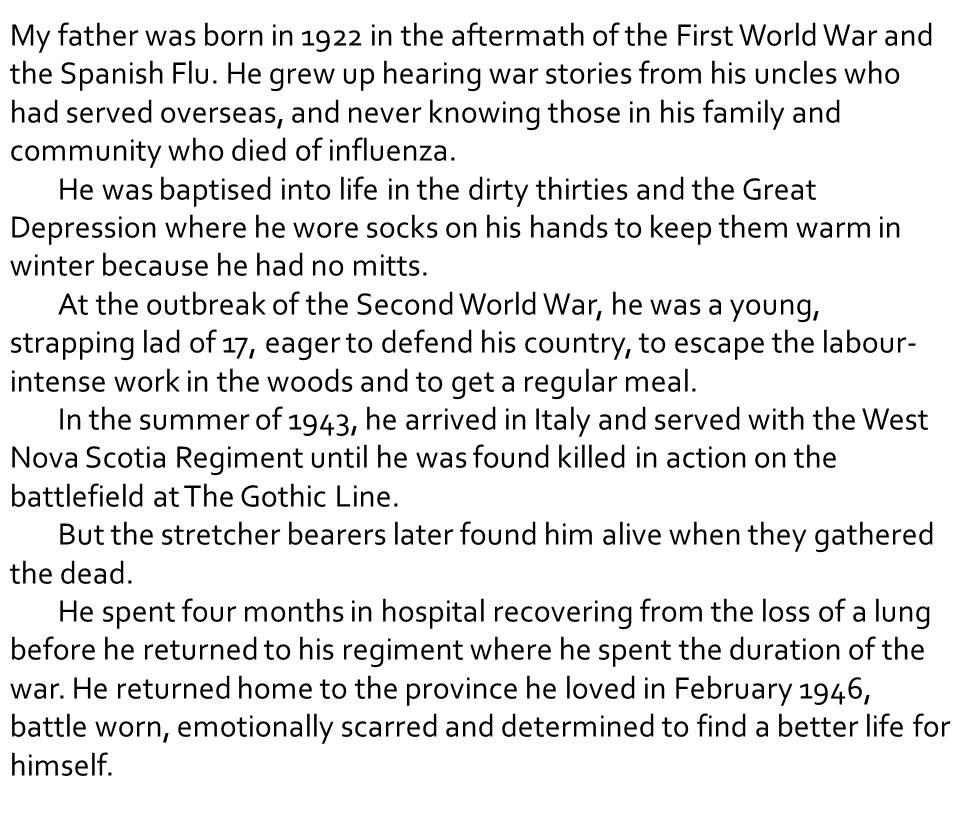 My father was born in 1922 in the aftermath of the First World War and
the Spanish Flu. He grew up hearing war stories from his uncles who
had served overseas, and never knowing those in his family and
community who died of influenza.
He was baptised into life in the dirty thirties and the Great
Depression where he wore socks on his hands to keep them warm in
winter because he had no mitts.
At the outbreak of the Second World War, he was a young,
strapping lad of 17, eager to defend his country, to escape the labour-
intense work in the woods and to get a regular meal.
In the summer of 1943, he arrived in Italy and served with the West
Nova Scotia Regiment until he was found killed in action on the
battlefield at The Gothic Line.
But the stretcher bearers later found him alive when they gathered
the dead.
He spent four months in hospital recovering from the loss of a lung
before he returned to his regiment where he spent the duration of the
war. He returned home to the province he loved in February 1946,
battle worn, emotionally scarred and determined to find a better life for
himself.